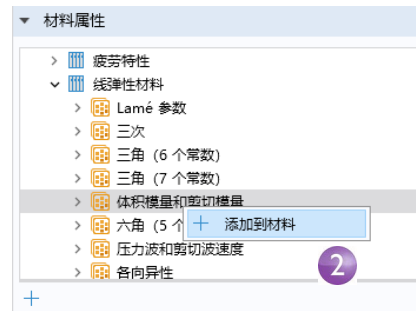 材料属性
疲劳特性
线弹性材料
Lamé 参数
三次
三角 (6 个常数)
三角 (7 个常数)
体积模量和剪切模量
六角 (5 个
添加到材料
压力波和剪切波速度
2
各向异性